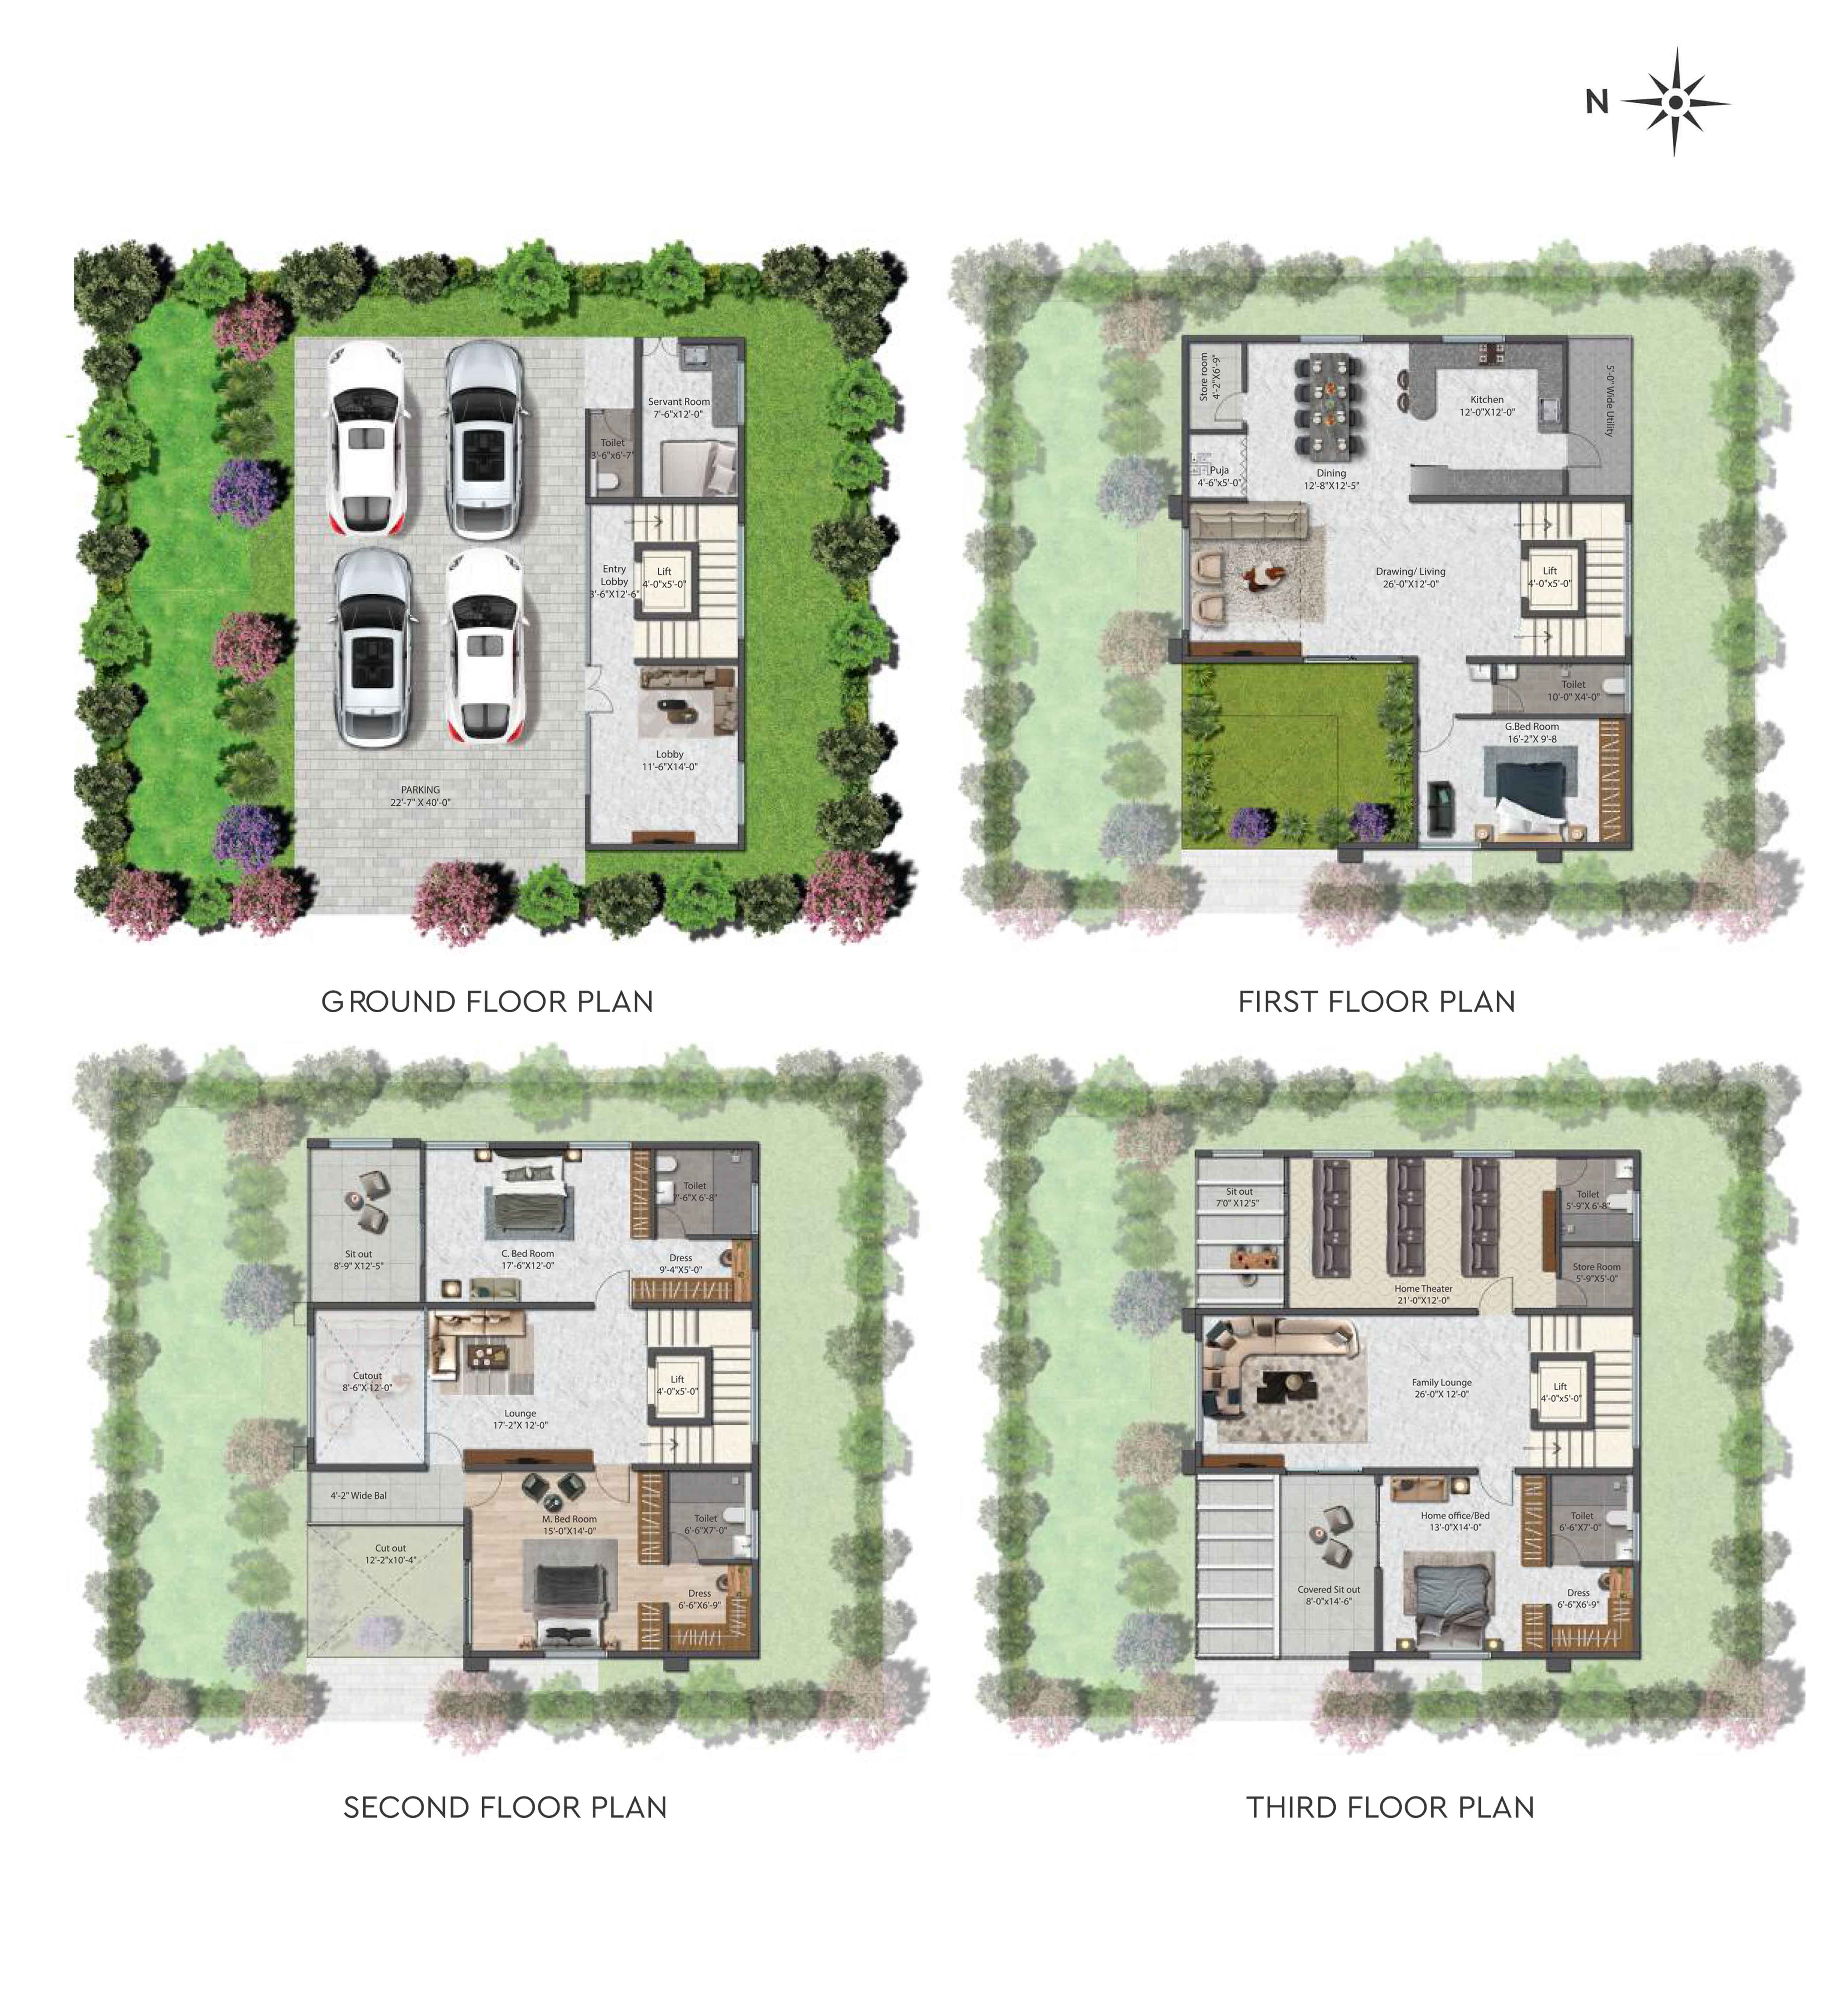 N
Servant Room
7'-6"x12'-0"
Toilet
3'-6"x6'-7"
Entry
Lobby
3'-6"X12'-6"
Lift
4'-0"x5'-0"
Lobby
11'-6"X14'-0"
PARKING
22'-7" X 40'-0"
GROUND FLOOR PLAN
Store room
4'-2"X6'-9"
Kitchen
12'-0"X12'-0"
5'-0" Wide Utility
Puja
4'-6"x5'-0"
Dining
12'-8"X12'-5"
Drawing/ Living
26'-0"X12'-0"
Lift
4'-0"x5'-0"
Toilet
10'-0" X4'-0"
G.Bed Room
16'-2"X 9'-8
FIRST FLOOR PLAN
Sit out
8'-9" X12'-5"
C. Bed Room
17'-6"X12'-0"
Toilet
7'-6"X 6'-8"
Dress
9'-4"X5'-0"
Cutout
8'-6"X 12'-0"
Lounge
17'-2"X 12'-0"
Lift
4'-0"x5'-0"
4'-2" Wide Bal
M. Bed Room
15'-0"X14'-0"
Toilet
6'-6"X7'-0"
Cut out
12'-2"x10'-4"
Dress
6'-6"X6'-9"
SECOND FLOOR PLAN
Sit out
7'0" X12'5"
Toilet
5'-9"X 6'-8"
Store Room
5'-9"X5'-0"
Home Theater
21'-0"X12'-0"
Family Lounge
26'-0"X 12'-0"
Lift
4'-0"x5'-0"
Home office/Bed
13'-0"X14'-0"
Toilet
6'-6"X7'-0"
Covered Sit out
8'-0"x14'-6"
Dress
6'-6"X6'-9"
THIRD FLOOR PLAN